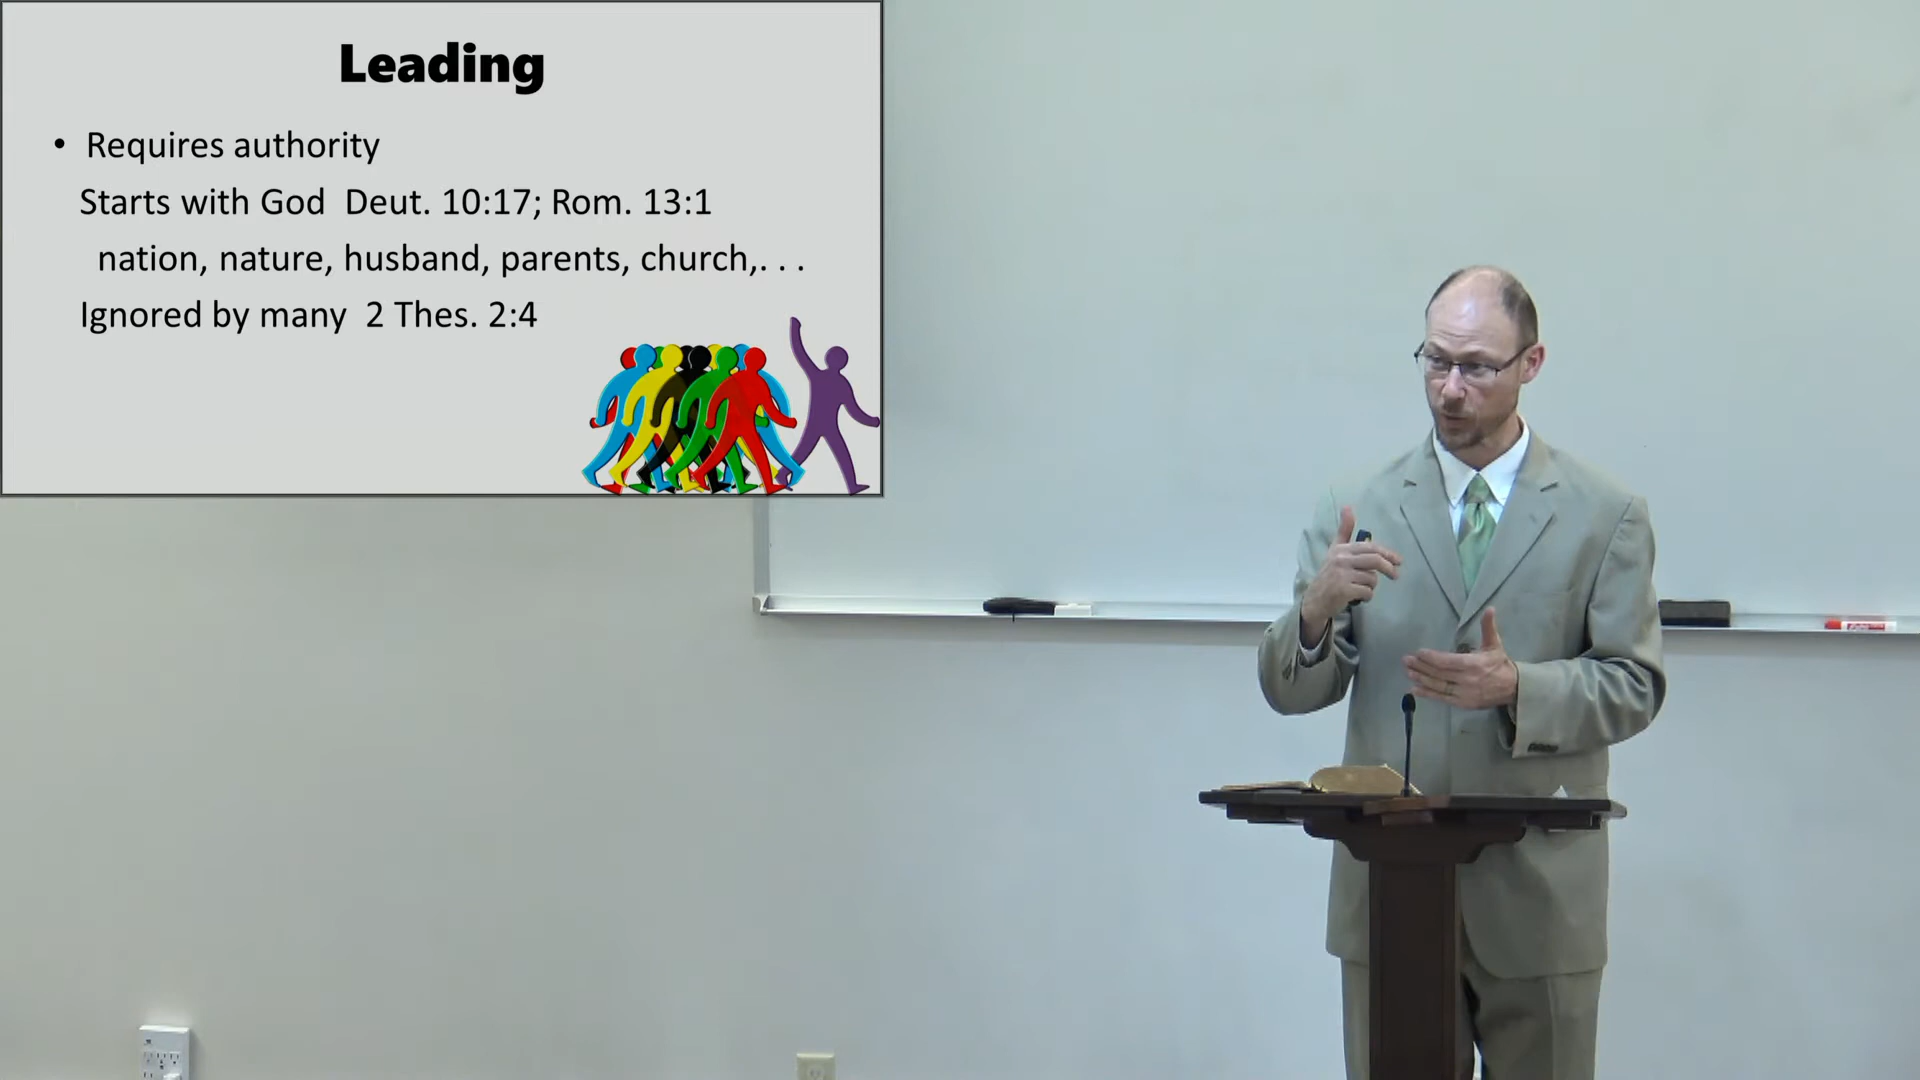 Leading
• Requires authority
Starts with God Deut. 10:17; Rom. 13:1
nation, nature, husband, parents, church,. . .
Ignored by many 2 Thes. 2:4